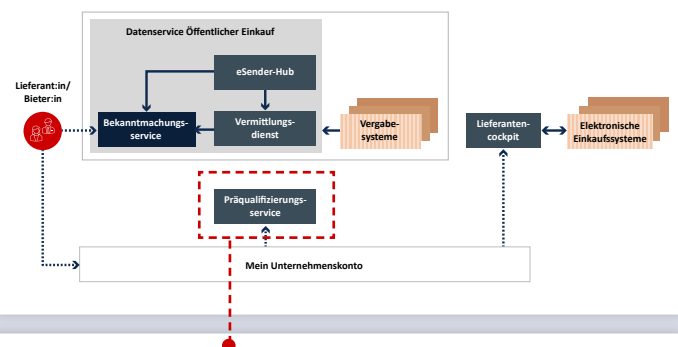 Datenservice Öffentlicher Einkauf
eSender-Hub
Lieferant:in/
Bieter:in
Bekanntmachungs-
service
Vermittlungs-
dienst
Vergabe-
systeme
Lieferanten-
cockpit
Elektronische
Einkaufssysteme
Präqualifizierungs-
service
Mein Unternehmenskonto